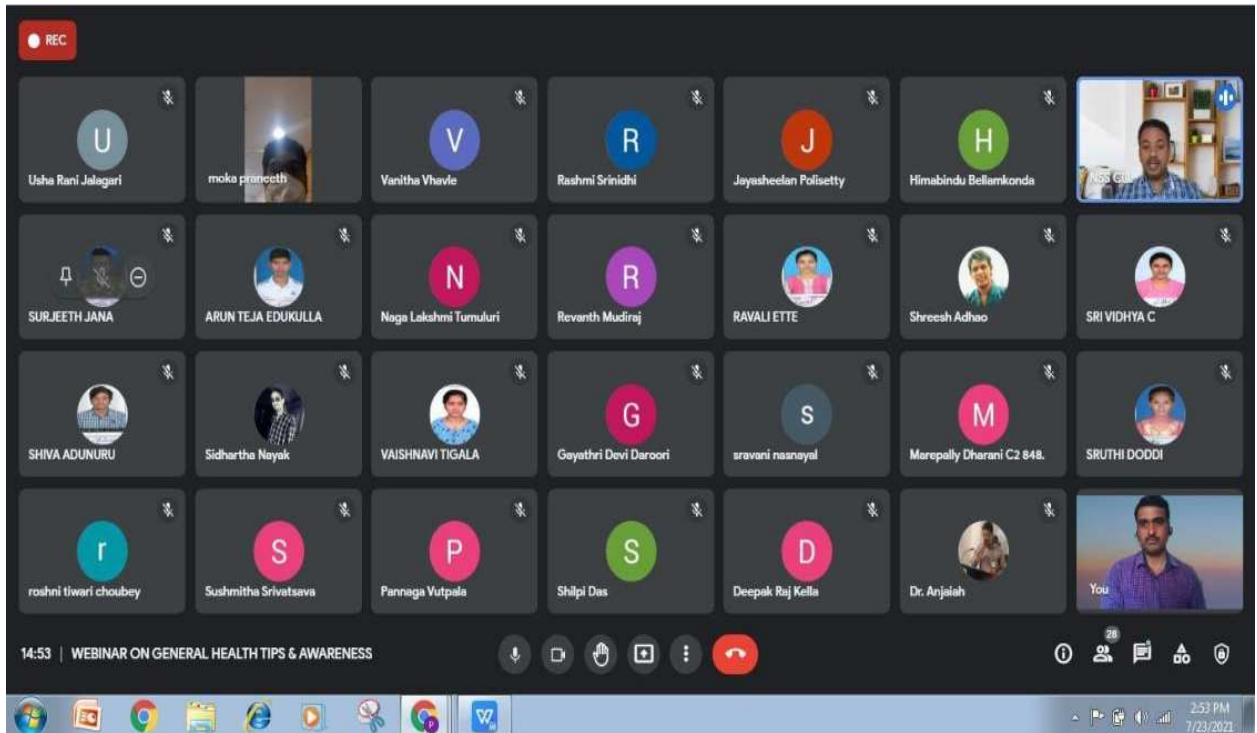 REC
U
V
R
J
H
Usha Rani Jalagari
moka praneeth
Vanitha Vhavle
Rashmi Srinidhi
Jayasheelan Polisetty
Himabindu Bellamkonda
NSS
N
R
SURJEETH JANA
ARUN TEJA EDUKULLA
Naga Lakshmi Tumuluri
Revanth Mudiraj
RAVALI ETTE
Shreesh Adhao
SRI VIDHYA C
G
s
M
SHIVA ADUNURU
Sidhartha Nayak
VAISHNAVI TIGALA
Gayathri Devi Daroori
sravani nasnayal
Marepally Dharani C2 848.
SRUTHI DODDI
r
S
P
S
D
roshni tiwari choubey
Sushmitha Srivatsava
Pannaga Vutpala
Shilpi Das
Deepak Raj Kella
Dr. Anjaiah
You
14:53 | WEBINAR ON GENERAL HEALTH TIPS & AWARENESS
28
2:53 PM
7/23/2021